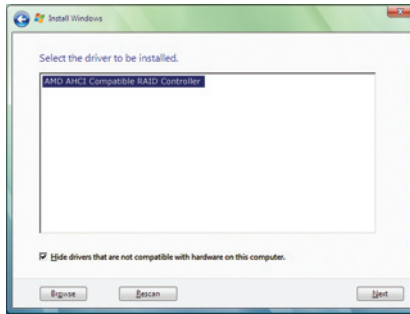 Install Windows
Select the driver to be installed.
AMD AHCI Compatible RAID Controller
Hide drivers that are not compatible with hardware on this computer.
Browse
Rescan
Next